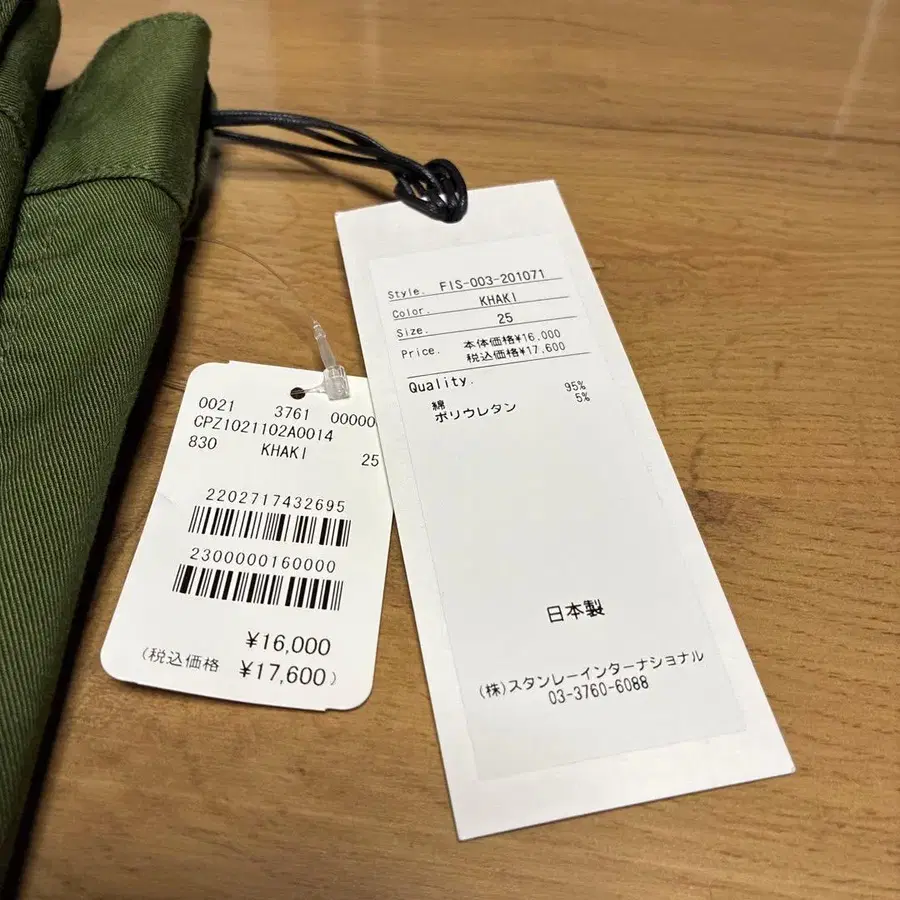 Style. FIS-003-201071
Color. KHAKI
Size. 25
Price. 本体価格¥16,000
税込価格¥17,600
Quality.
綿 95%
ポリウレタン 5%
日本製
(株)スタンレーインターナショナル
03-3760-6088
0021 3761 00000
CPZ1021102A0014
830 KHAKI 25
2202717432695
2300000160000
¥16,000
(税込価格 ¥17,600)